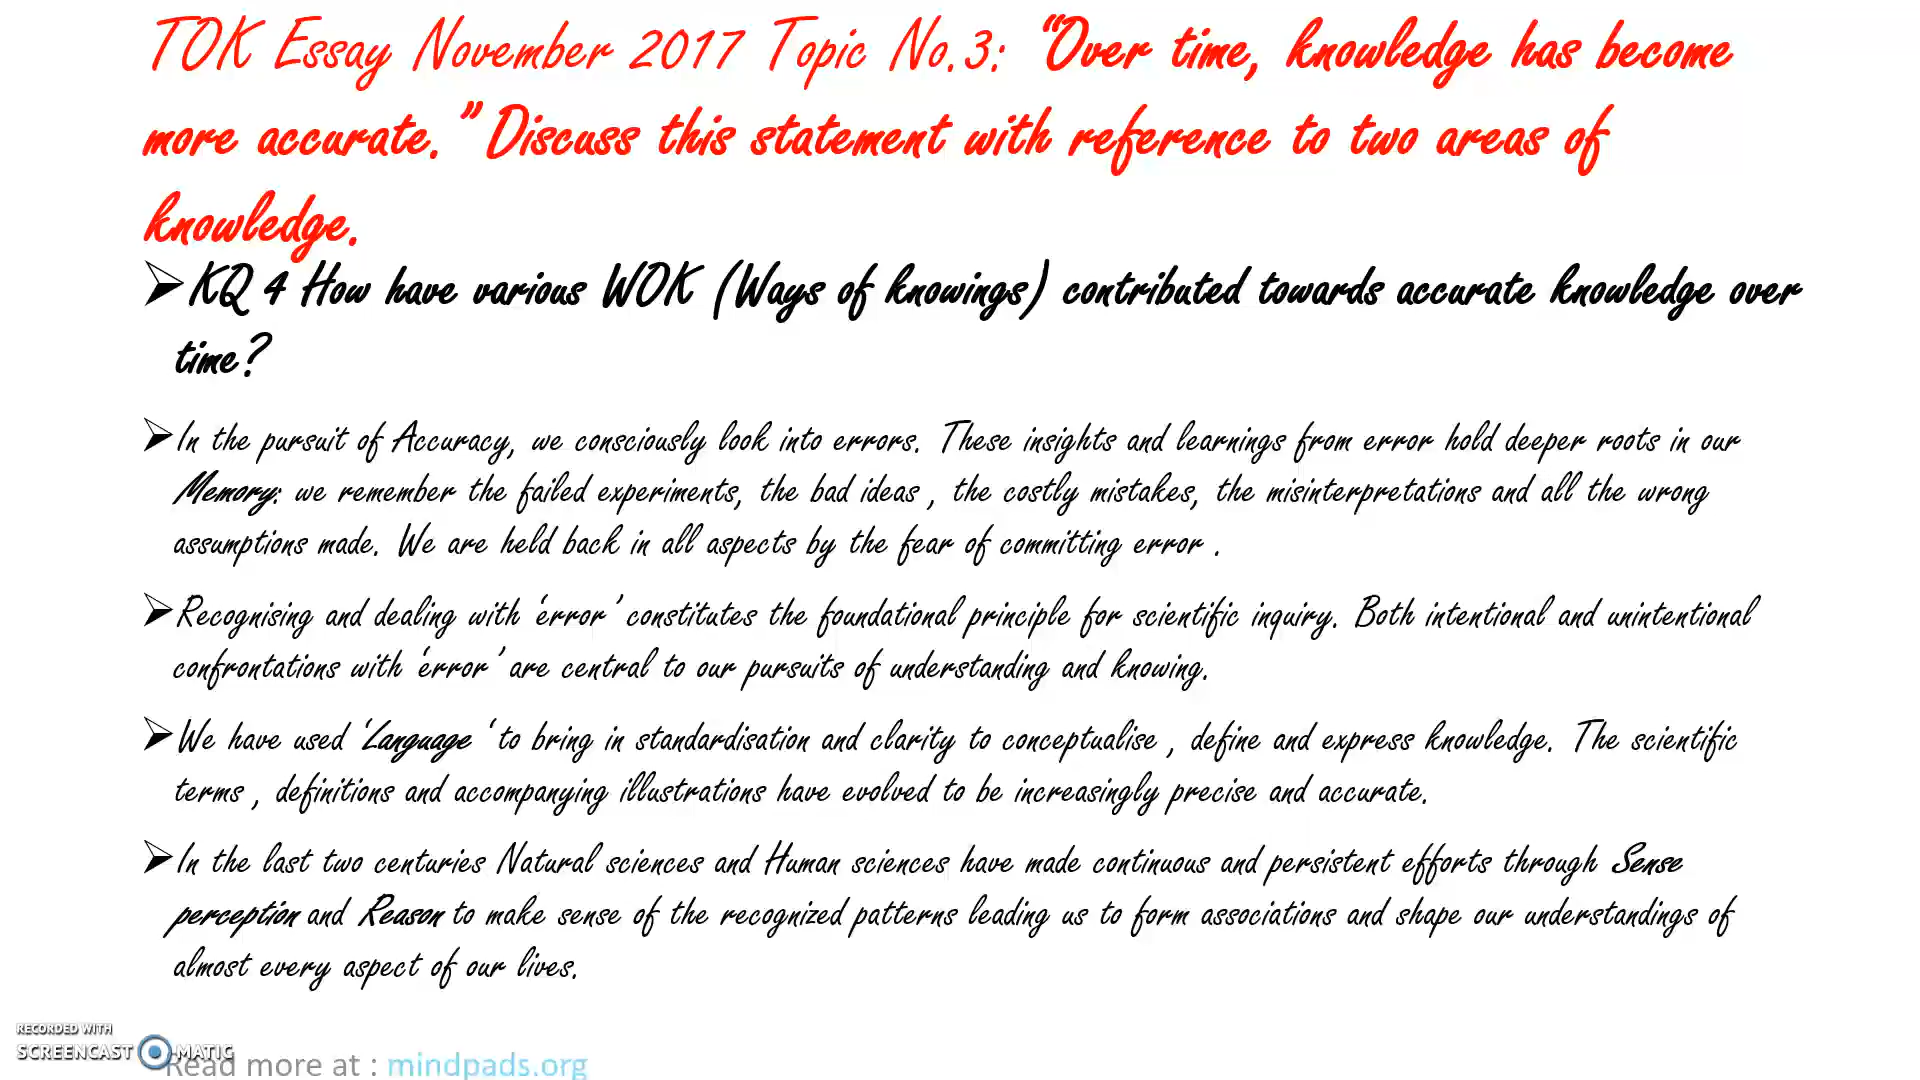 TOK Essay November 2017 Topic No.3: “Over time, knowledge has become
more accurate.” Discuss this statement with reference to two areas of
knowledge.
➢KQ 4 How have various WOK (Ways of knowings) contributed towards accurate knowledge over
time?
➢In the pursuit of Accuracy, we consciously look into errors. These insights and learnings from error hold deeper roots in our
Memory: we remember the failed experiments, the bad ideas , the costly mistakes, the misinterpretations and all the wrong
assumptions made. We are held back in all aspects by the fear of committing error .
➢Recognising and dealing with ‘error’ constitutes the foundational principle for scientific inquiry. Both intentional and unintentional
confrontations with ‘error’ are central to our pursuits of understanding and knowing.
➢We have used ‘Language ‘ to bring in standardisation and clarity to conceptualise , define and express knowledge. The scientific
terms , definitions and accompanying illustrations have evolved to be increasingly precise and accurate.
➢In the last two centuries Natural sciences and Human sciences have made continuous and persistent efforts through Sense
perception and Reason to make sense of the recognized patterns leading us to form associations and shape our understandings of
almost every aspect of our lives.
RECORDED WITH
SCREENCAST-O-MATIC
Read more at : mindpads.org